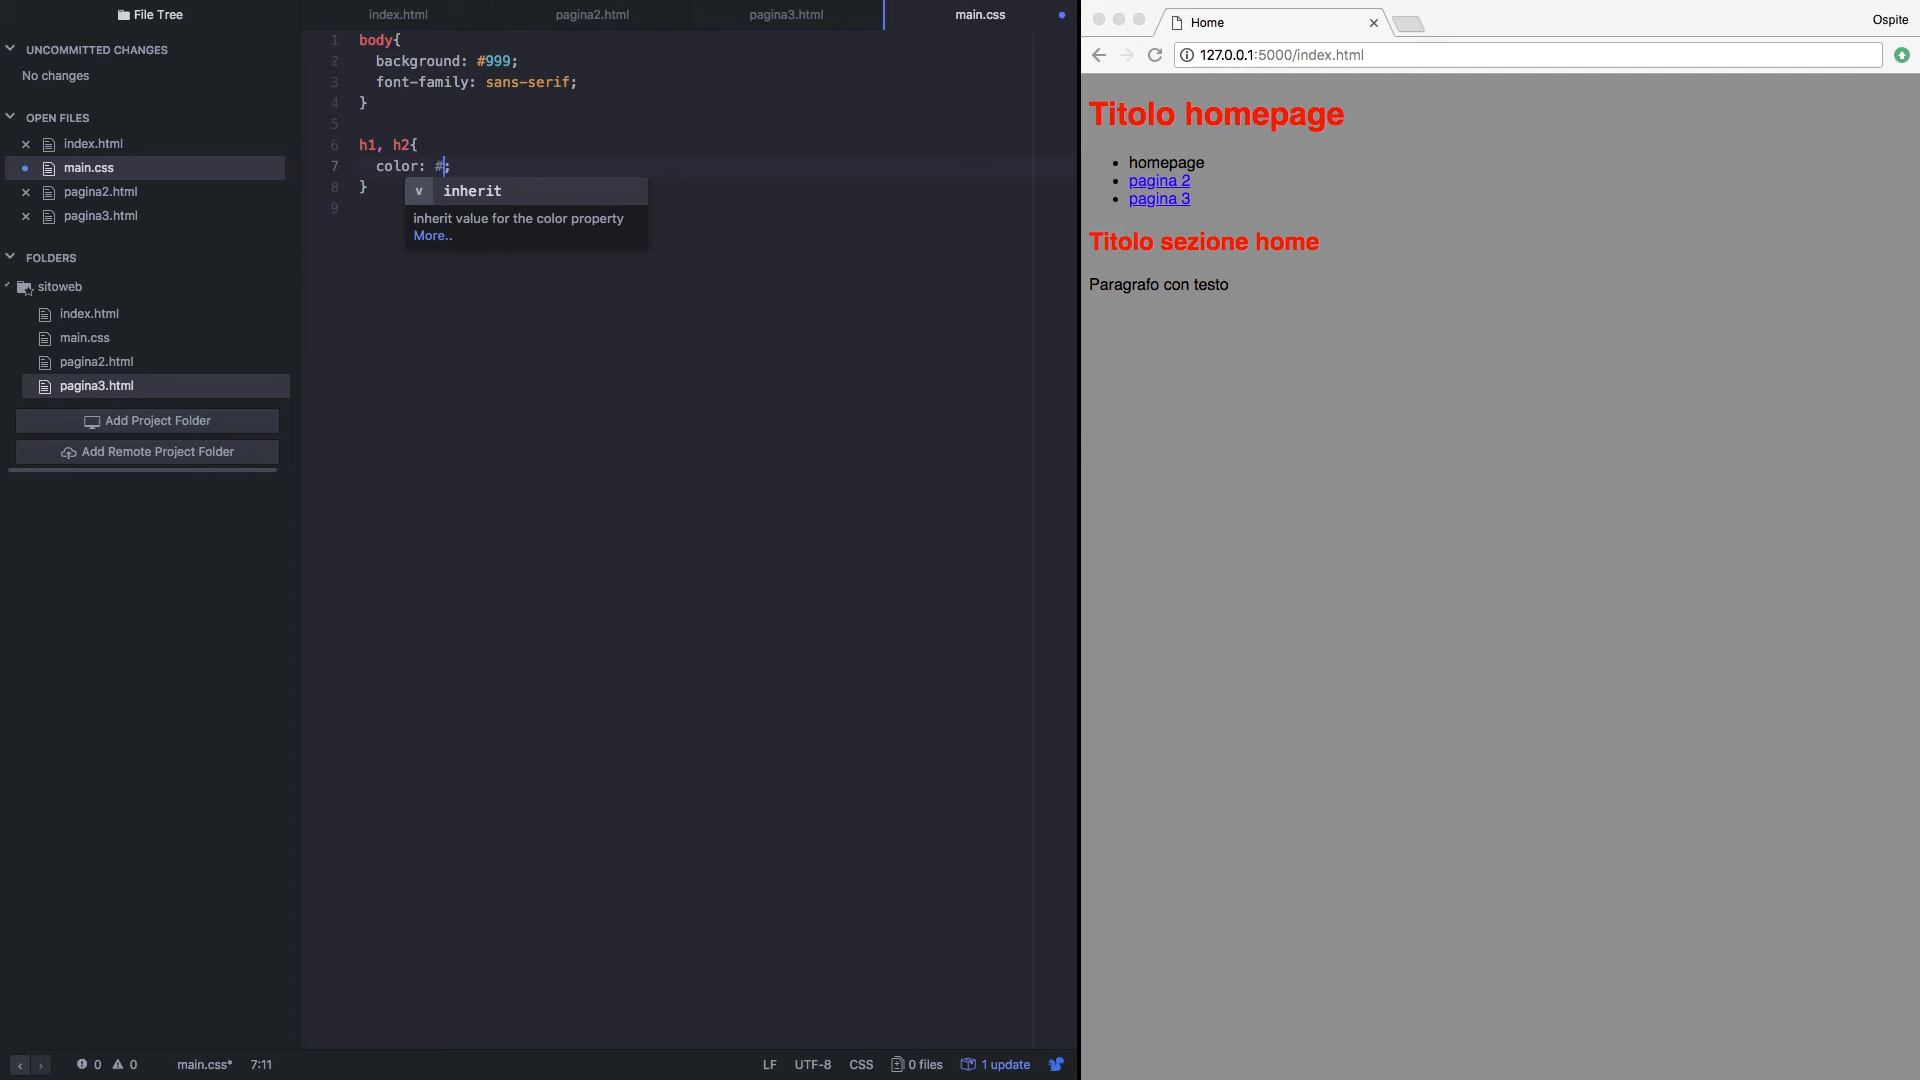 File Tree
UNCOMMITTED CHANGES
No changes
OPEN FILES
index.html
main.css
pagina2.html
pagina3.html
FOLDERS
sitoweb
index.html
main.css
pagina2.html
pagina3.html
Add Project Folder
Add Remote Project Folder
index.html pagina2.html pagina3.html main.css
1 body{
2 background: #999;
3 font-family: sans-serif;
4 }
5
6 h1, h2{
7 color: #;
8 }
9
v inherit
inherit value for the color property
More..
0 0 main.css* 7:11 LF UTF-8 CSS 0 files 1 update
Home
Ospite
127.0.0.1:5000/index.html
Titolo homepage
• homepage
• pagina 2
• pagina 3
Titolo sezione home
Paragrafo con testo